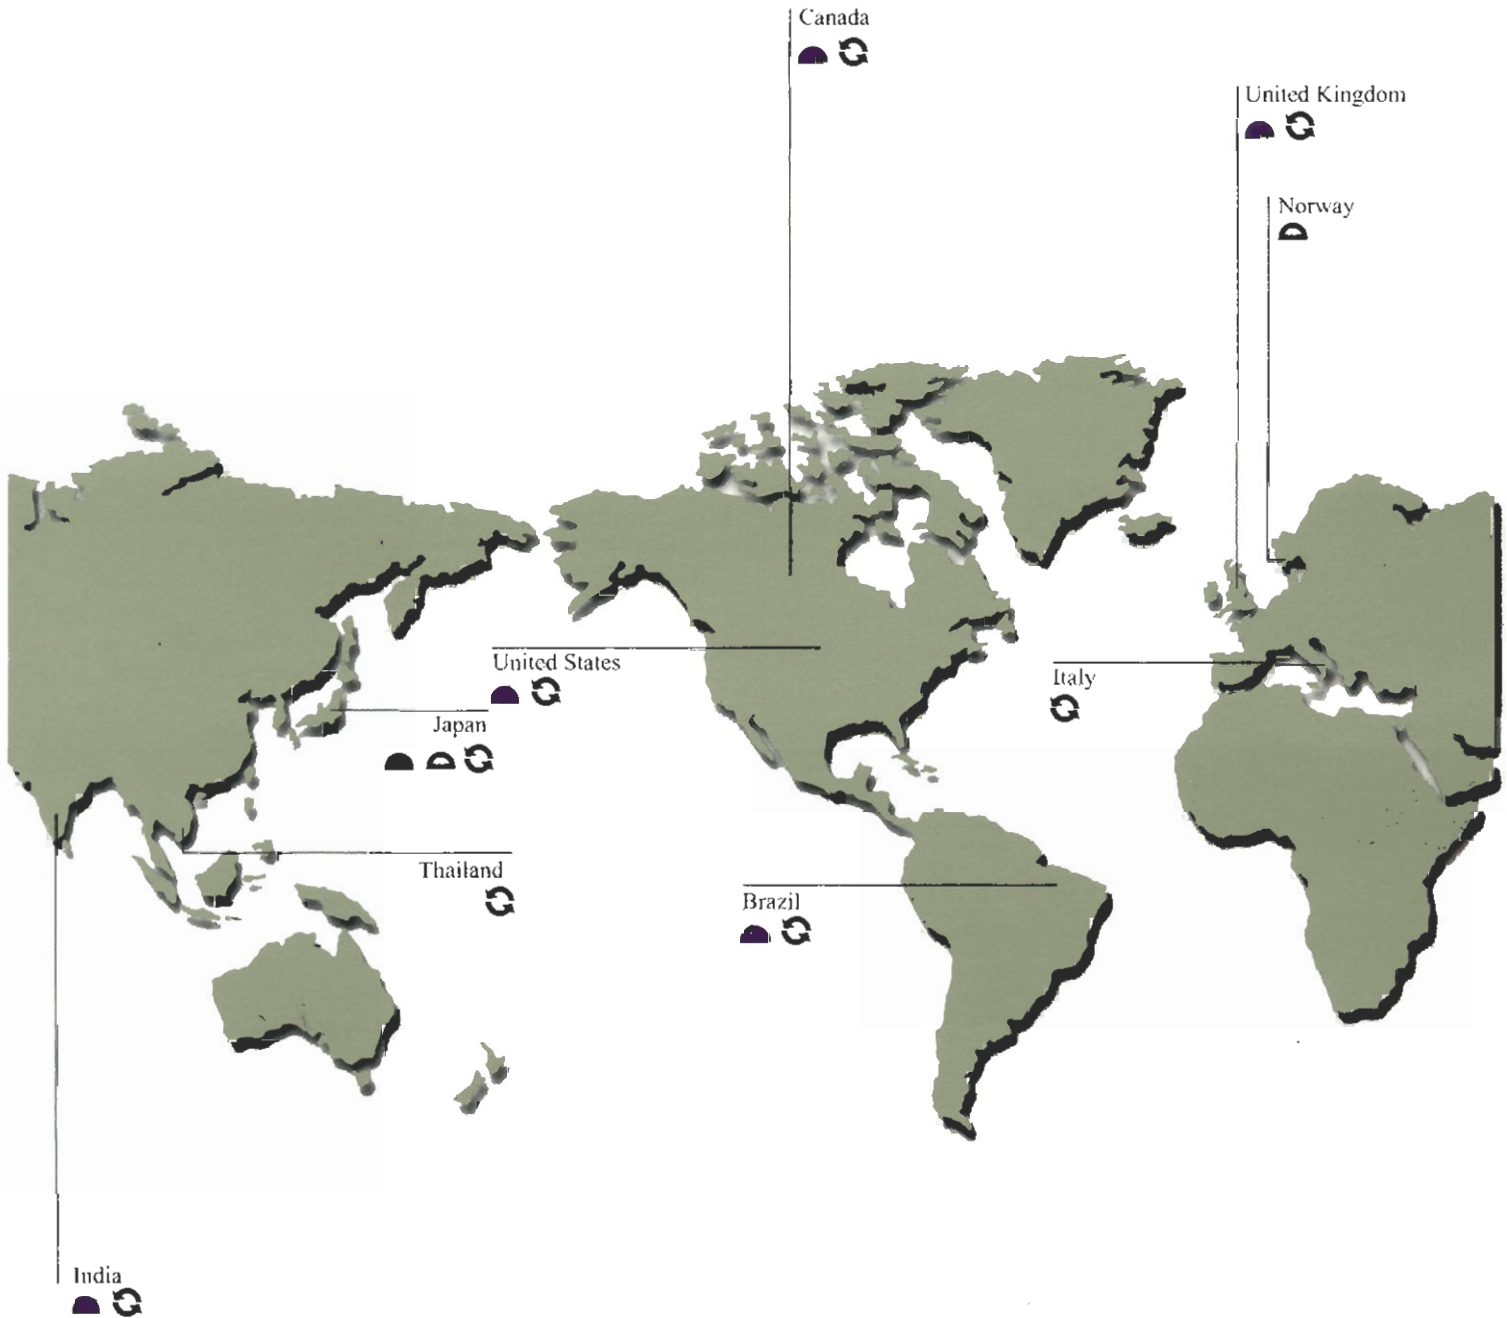 Canada
United Kingdom
Norway
United States
Italy
Japan
Thailand
Brazil
India